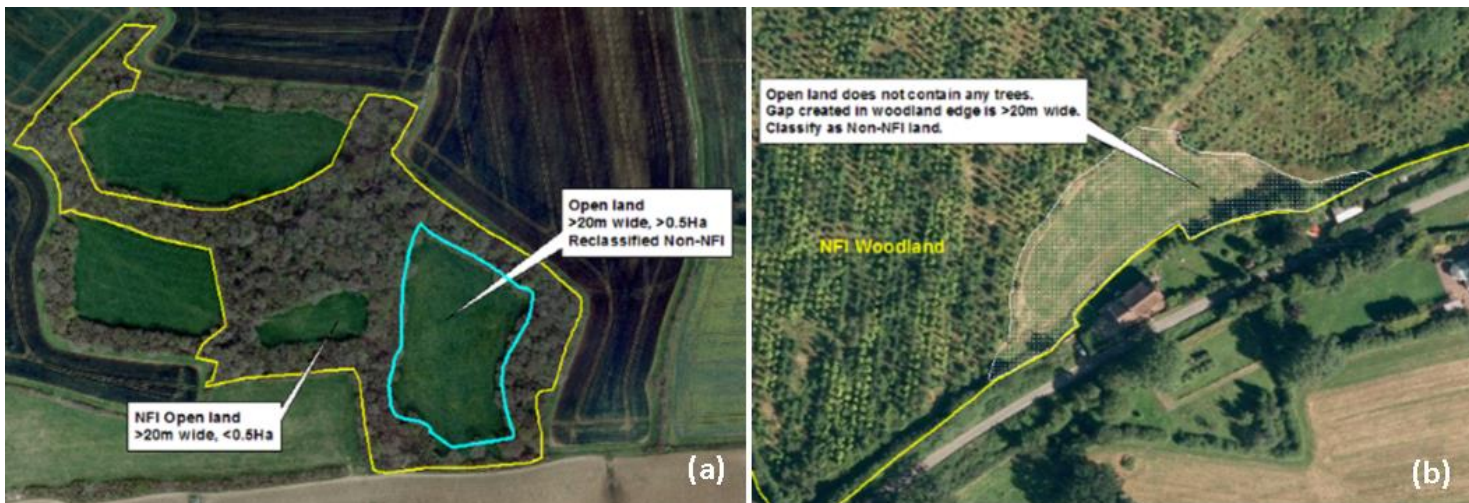 Open land
>20m wide, >0.5Ha
Reclassified Non-NFI
NFI Open land
>20m wide, <0.5Ha
(a)
Open land does not contain any trees.
Gap created in woodland edge is >20m wide.
Classify as Non-NFI land.
NFI Woodland
(b)